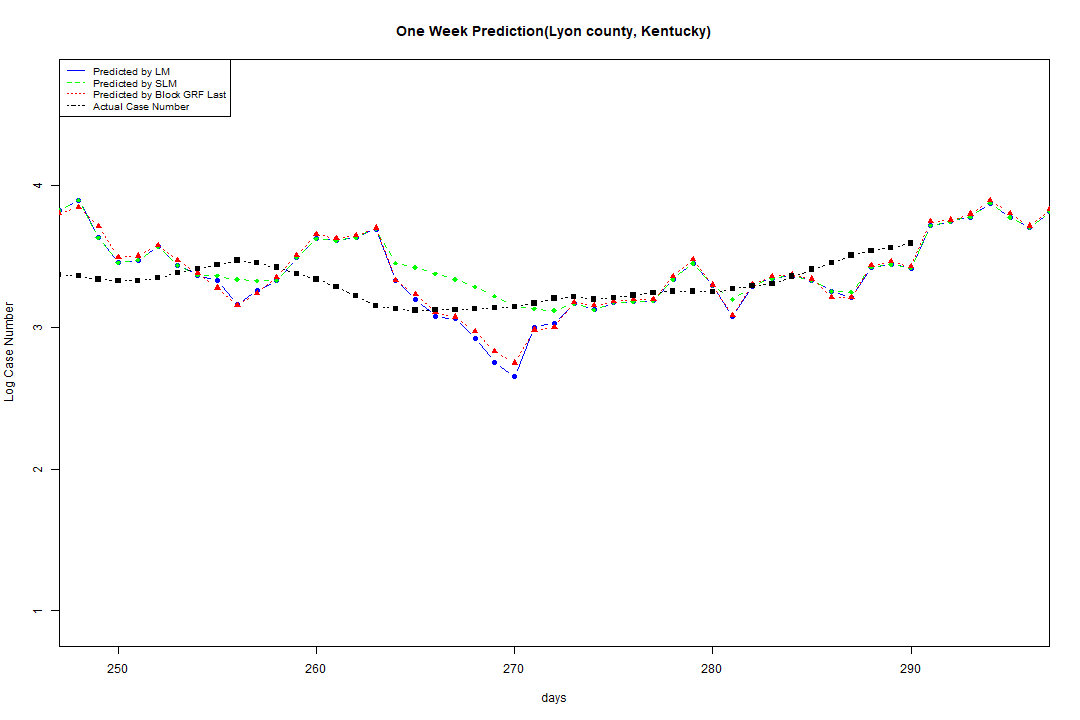 One Week Prediction(Lyon county, Kentucky)
Predicted by LM
Predicted by SLM
Predicted by Block GRF Last
Actual Case Number
4
3
2
1
Log Case Number
250 260 270 280 290
days